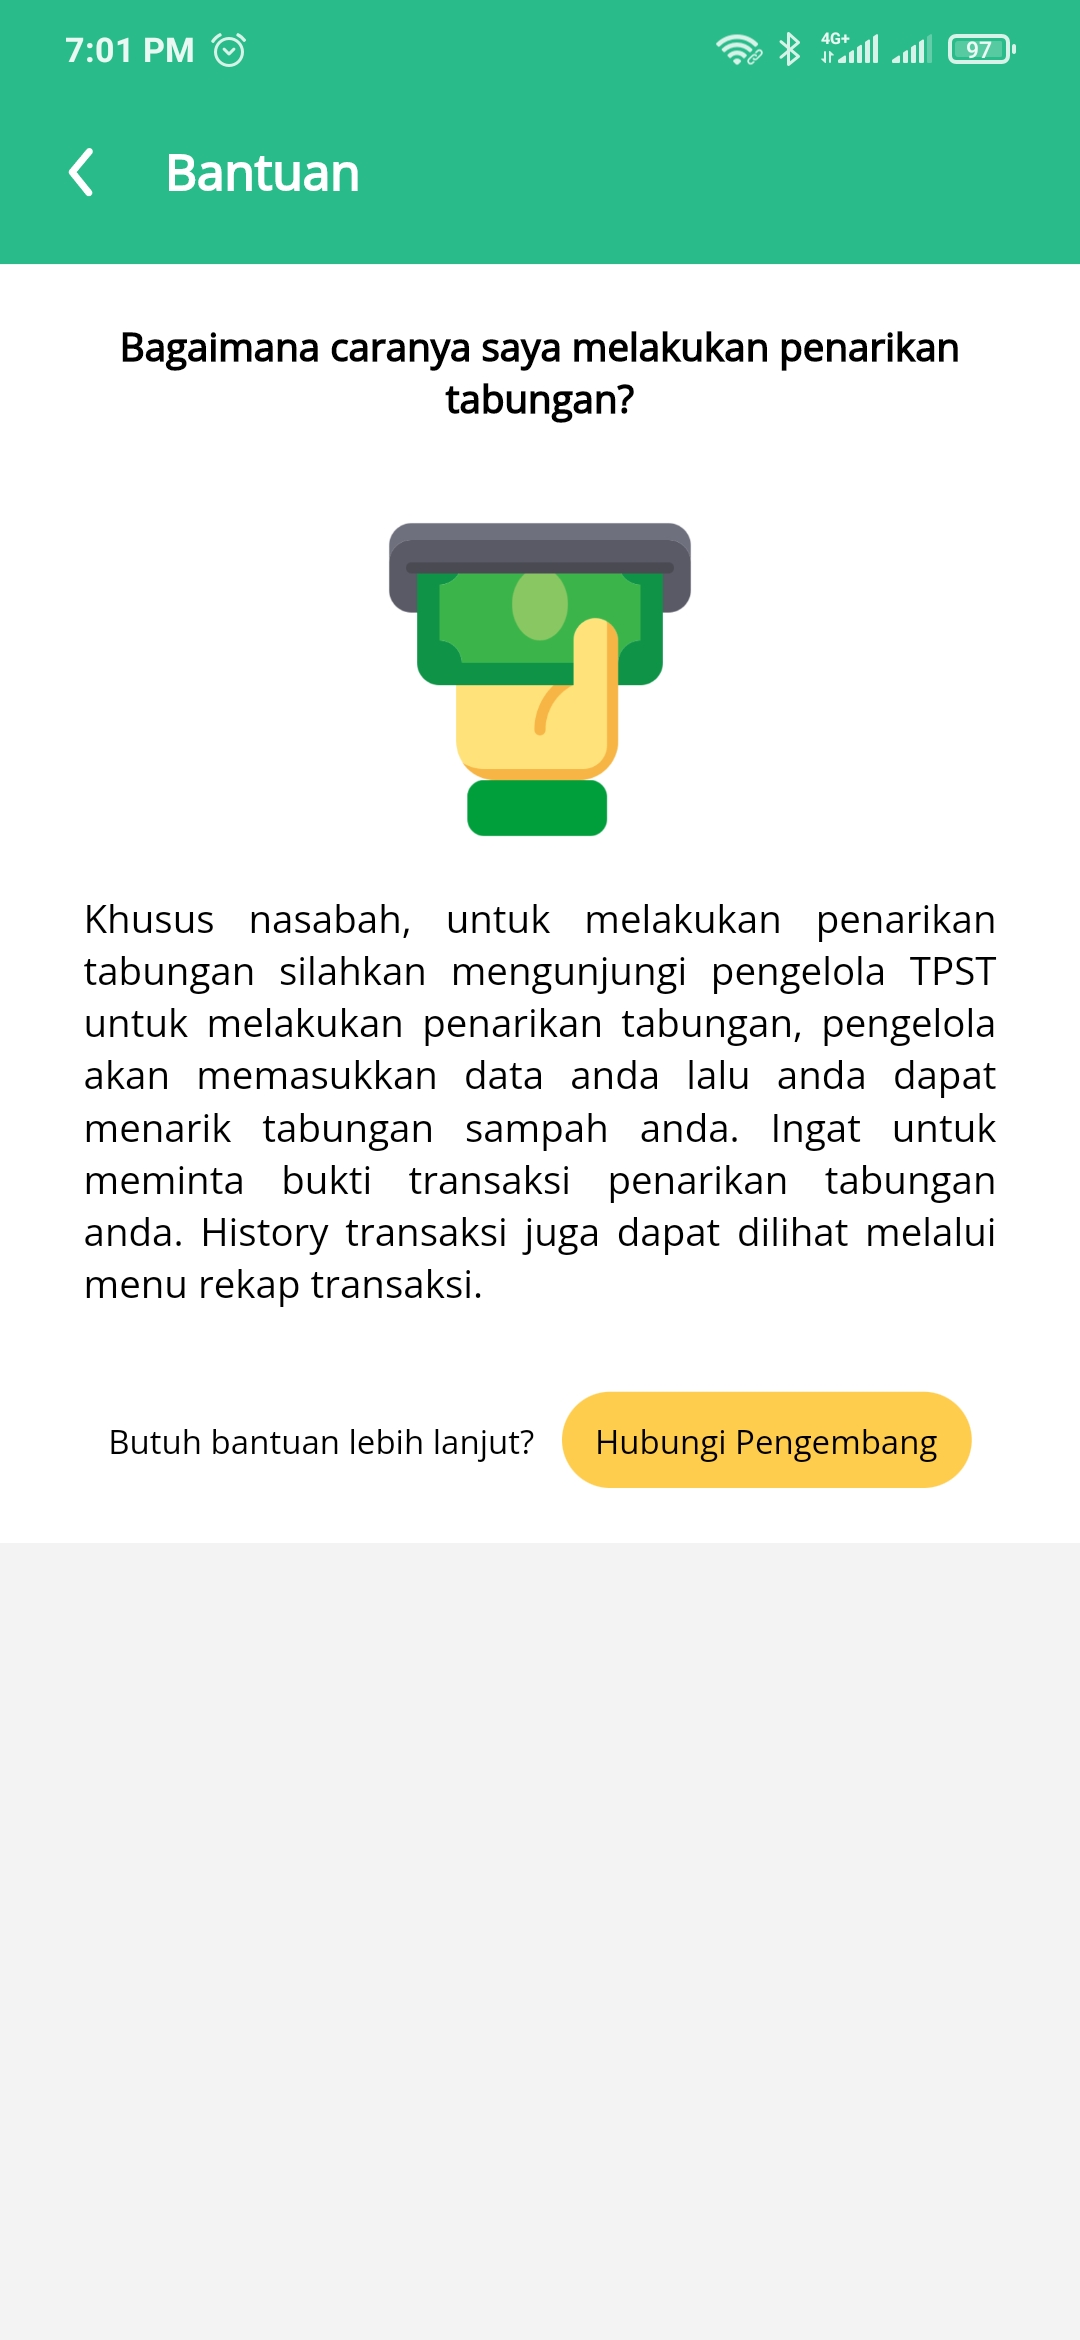 7:01 PM
4G+
97
Bantuan
Bagaimana caranya saya melakukan penarikan
tabungan?
Khusus nasabah, untuk melakukan penarikan
tabungan silahkan mengunjungi pengelola TPST
untuk melakukan penarikan tabungan, pengelola
akan memasukkan data anda lalu anda dapat
menarik tabungan sampah anda. Ingat untuk
meminta bukti transaksi penarikan tabungan
anda. History transaksi juga dapat dilihat melalui
menu rekap transaksi.
Butuh bantuan lebih lanjut?
Hubungi Pengembang